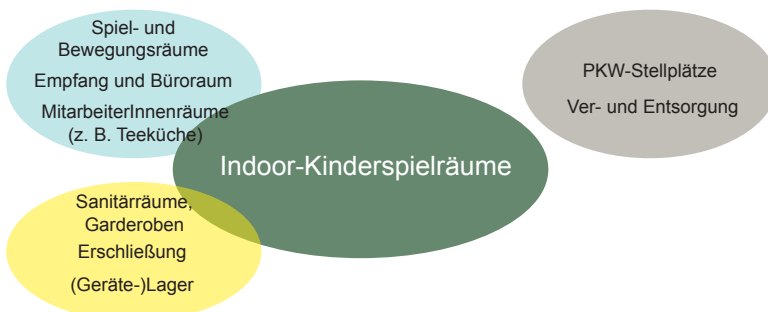 Spiel- und
Bewegungsräume
Empfang und Büroraum
MitarbeiterInnenräume
(z. B. Teeküche)
PKW-Stellplätze
Ver- und Entsorgung
Indoor-Kinderspielräume
Sanitärräume,
Garderoben
Erschließung
(Geräte-)Lager